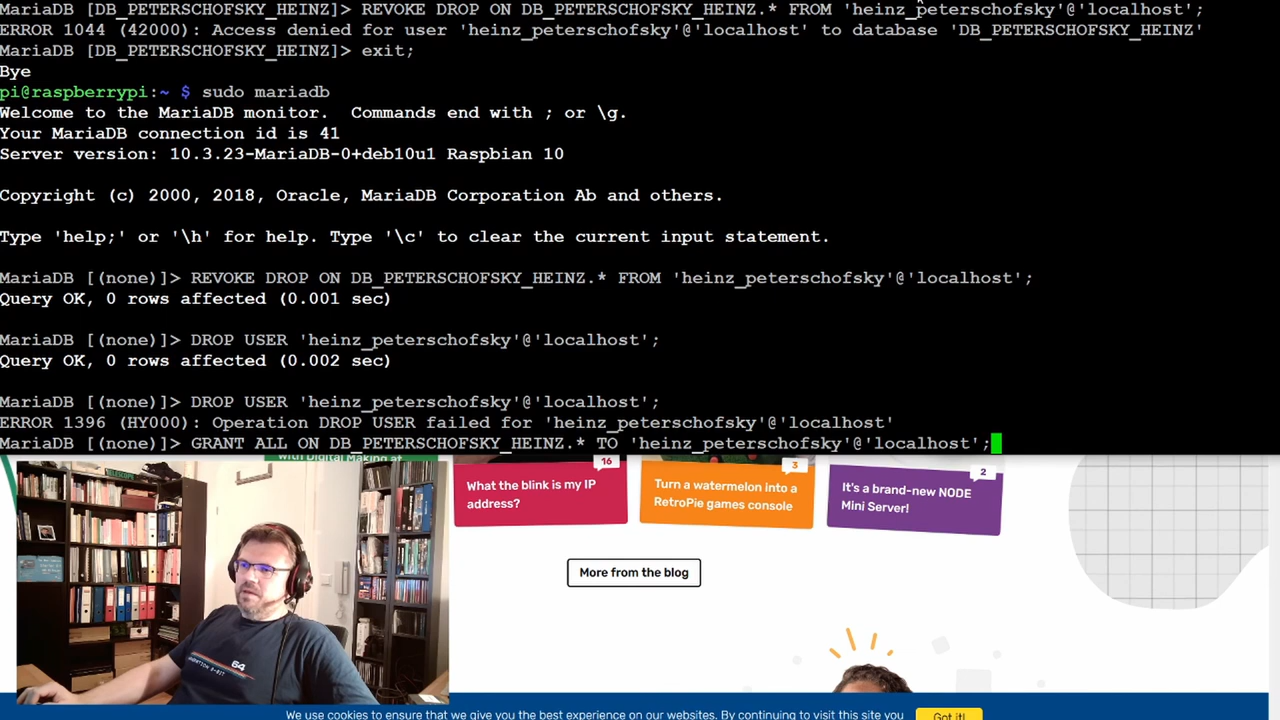 MariaDB [DB_PETERSCHOFSKY_HEINZ]> REVOKE DROP ON DB_PETERSCHOFSKY_HEINZ.* FROM 'heinz_peterschofsky'@'localhost';
ERROR 1044 (42000): Access denied for user 'heinz_peterschofsky'@'localhost' to database 'DB_PETERSCHOFSKY_HEINZ'
MariaDB [DB_PETERSCHOFSKY_HEINZ]> exit;
Bye
pi@raspberrypi:~ $ sudo mariadb
Welcome to the MariaDB monitor.  Commands end with ; or \g.
Your MariaDB connection id is 41
Server version: 10.3.23-MariaDB-0+deb10u1 Raspbian 10
Copyright (c) 2000, 2018, Oracle, MariaDB Corporation Ab and others.
Type 'help;' or '\h' for help. Type '\c' to clear the current input statement.
MariaDB [(none)]> REVOKE DROP ON DB_PETERSCHOFSKY_HEINZ.* FROM 'heinz_peterschofsky'@'localhost';
Query OK, 0 rows affected (0.001 sec)
MariaDB [(none)]> DROP USER 'heinz_peterschofsky'@'localhost';
Query OK, 0 rows affected (0.002 sec)
MariaDB [(none)]> DROP USER 'heinz_peterschofsky'@'localhost';
ERROR 1396 (HY000): Operation DROP USER failed for 'heinz_peterschofsky'@'localhost'
MariaDB [(none)]> GRANT ALL ON DB_PETERSCHOFSKY_HEINZ.* TO 'heinz_peterschofsky'@'localhost';
with Digital Making at
16
What the blink is my IP
address?
3
Turn a watermelon into a
RetroPie games console
2
It's a brand-new NODE
Mini Server!
More from the blog
64
We use cookies to ensure that we give you the best experience on our websites. By continuing to visit this site you
Got it!